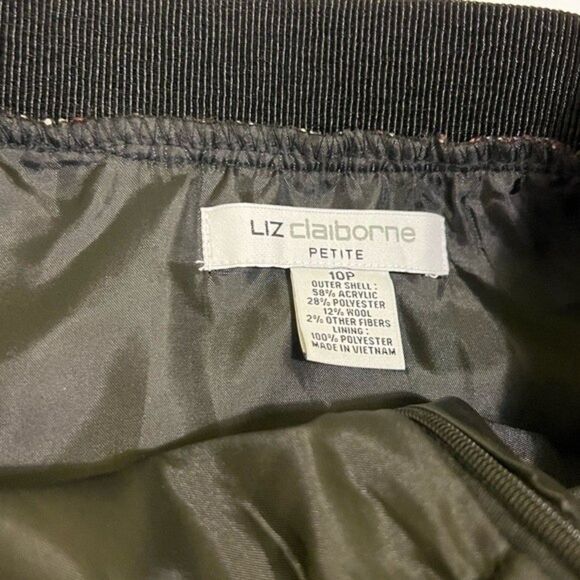 LIZ claiborne
PETITE
10P
OUTER SHELL:
58% ACRYLIC
28% POLYESTER
12% WOOL
2% OTHER FIBERS
LINING:
100% POLYESTER
MADE IN VIETNAM